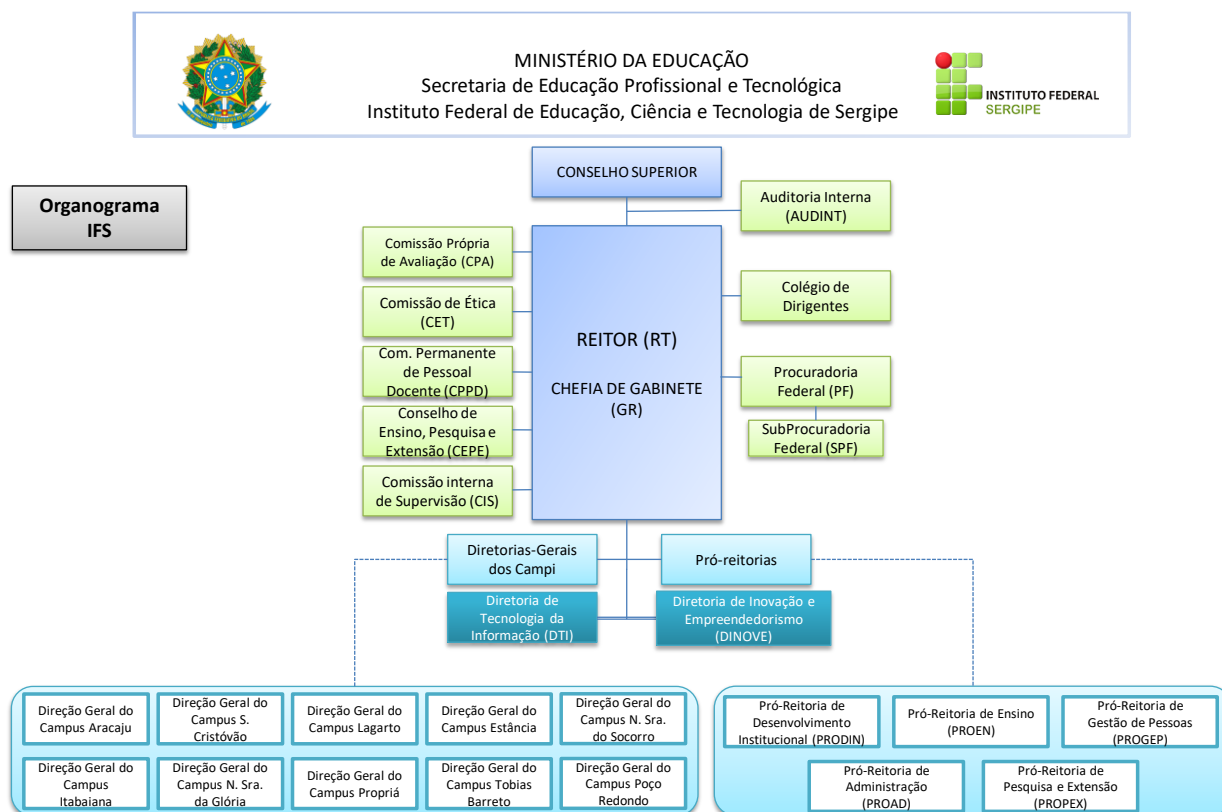 MINISTÉRIO DA EDUCAÇÃO
Secretaria de Educação Profissional e Tecnológica
Instituto Federal de Educação, Ciência e Tecnologia de Sergipe
INSTITUTO FEDERAL
SERGIPE
Organograma
IFS
CONSELHO SUPERIOR
Auditoria Interna
(AUDINT)
Comissão Própria
de Avaliação (CPA)
Comissão de Ética
(CET)
Com. Permanente
de Pessoal
Docente (CPPD)
Conselho de
Ensino, Pesquisa e
Extensão (CEPE)
Comissão interna
de Supervisão (CIS)
REITOR (RT)
CHEFIA DE GABINETE
(GR)
Colégio de
Dirigentes
Procuradoria
Federal (PF)
SubProcuradoria
Federal (SPF)
Diretorias-Gerais
dos Campi
Pró-reitorias
Diretoria de
Tecnologia da
Informação (DTI)
Diretoria de Inovação e
Empreendedorismo
(DINOVE)
Direção Geral do
Campus Aracaju
Direção Geral do
Campus S.
Cristóvão
Direção Geral do
Campus Lagarto
Direção Geral do
Campus Estância
Direção Geral do
Campus N. Sra.
do Socorro
Direção Geral do
Campus
Itabaiana
Direção Geral do
Campus N. Sra.
da Glória
Direção Geral do
Campus Propriá
Direção Geral do
Campus Tobias
Barreto
Direção Geral do
Campus Poço
Redondo
Pró-Reitoria de
Desenvolvimento
Institucional (PRODIN)
Pró-Reitoria de Ensino
(PROEN)
Pró-Reitoria de
Gestão de Pessoas
(PROGEP)
Pró-Reitoria de
Administração
(PROAD)
Pró-Reitoria de
Pesquisa e Extensão
(PROPEX)